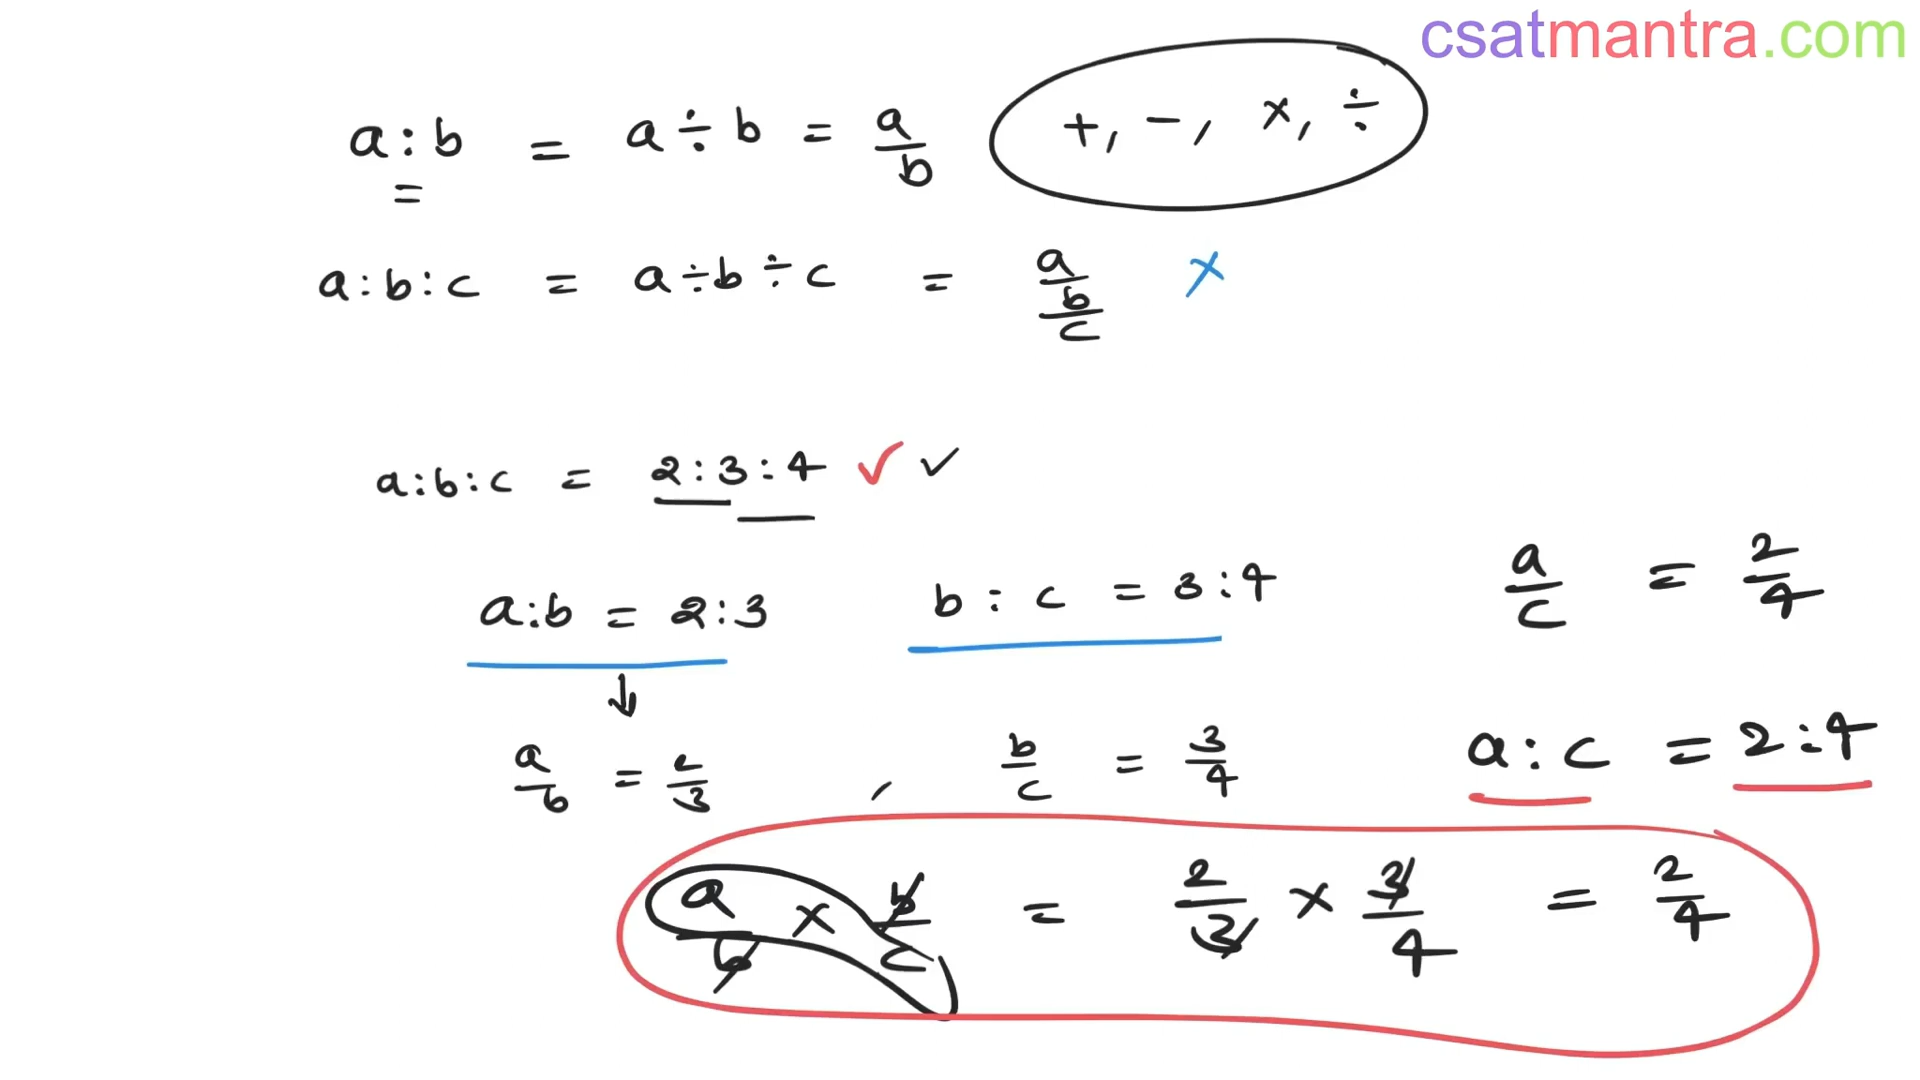 csatmantra.com
a : b = a ÷ b = a/b +, -, ×, ÷
=
a : b : c = a ÷ b ÷ c = a/b/c ×
a : b : c = 2 : 3 : 4 ✓ ✓
a : b = 2 : 3 b : c = 3 : 4 a/c = 2/4
↓
a/b = 2/3 , b/c = 3/4 a : c = 2 : 4
a/b × b/c = 2/3 × 3/4 = 2/4